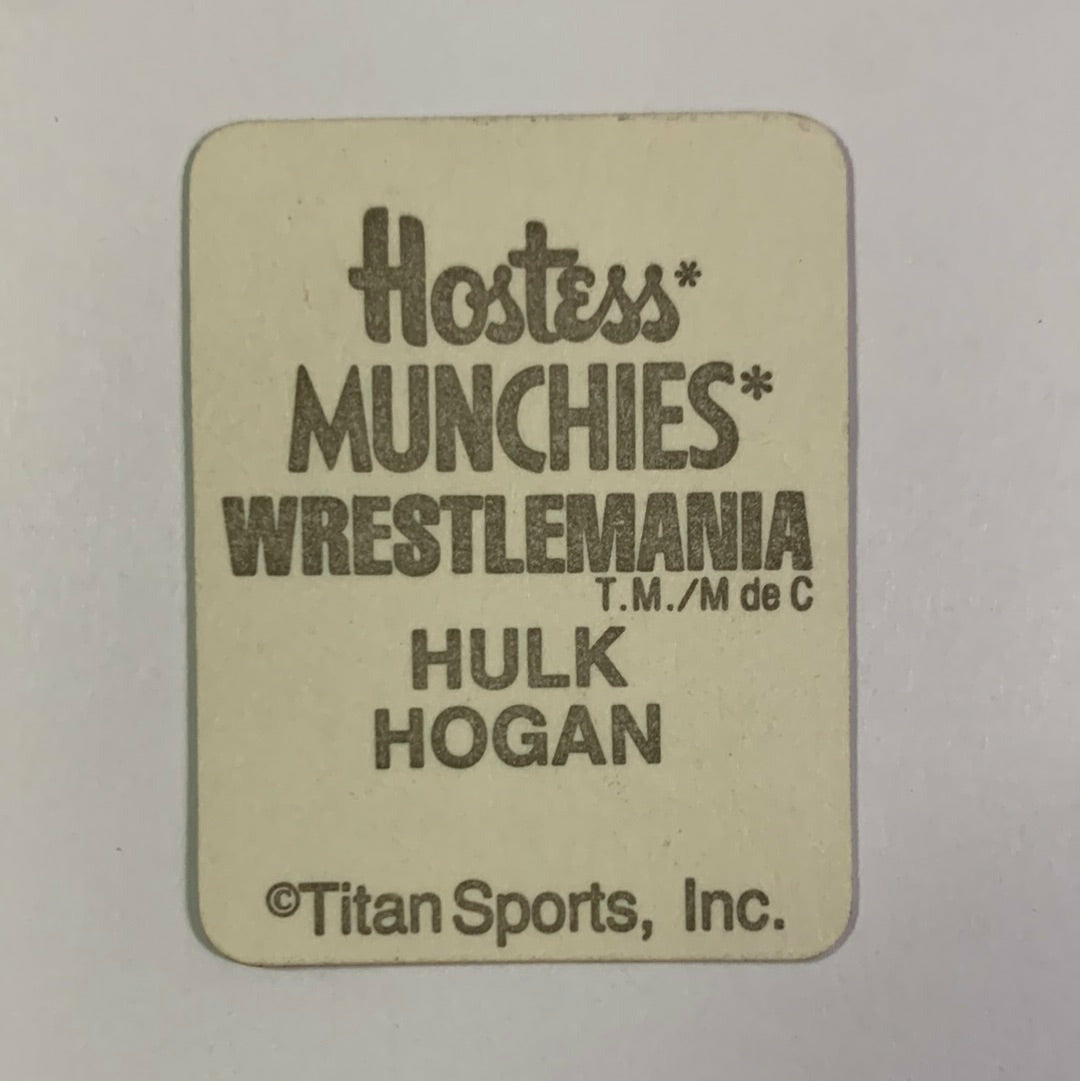 Hostess*
MUNCHIES*
WRESTLEMANIA
T.M./M de C
HULK
HOGAN
©Titan Sports, Inc.